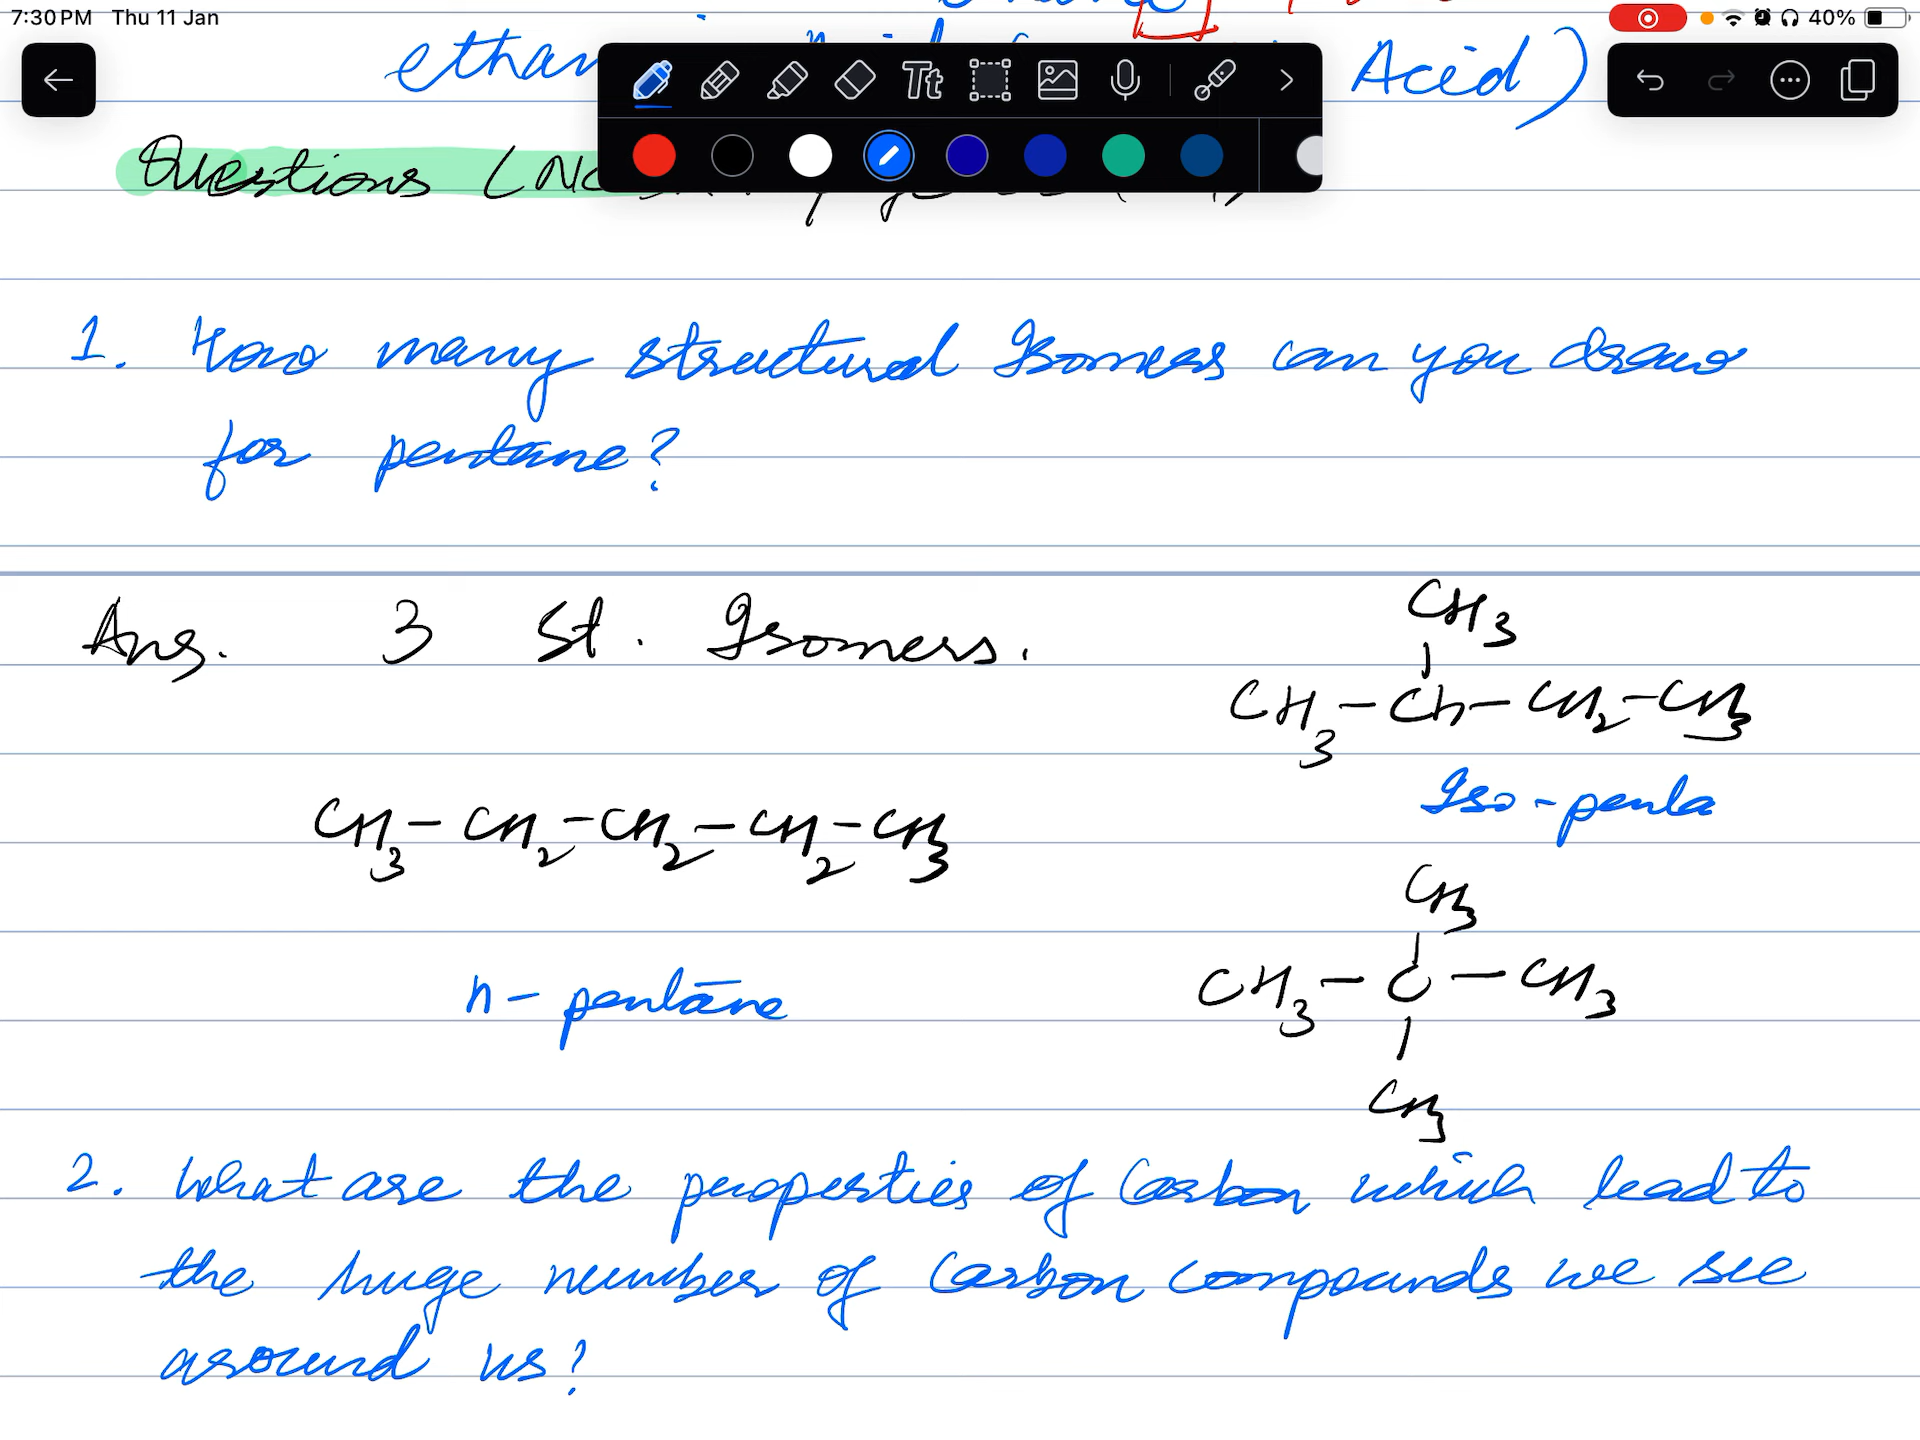 7:30 PM Thu 11 Jan
40%
Acid)
Tt
Questions
1. How many structural Isomers can you draw
for pentane?
Ans. 3 St. Isomers.
CH3
CH3-Ch-CH2-CH3
Iso-penta
CH3-CH2-CH2-CH2-CH3
n-pentane
CH3
CH3-C-CH3
CH3
2. What are the properties of Carbon which lead to
the huge number of Carbon compounds we see
around us?